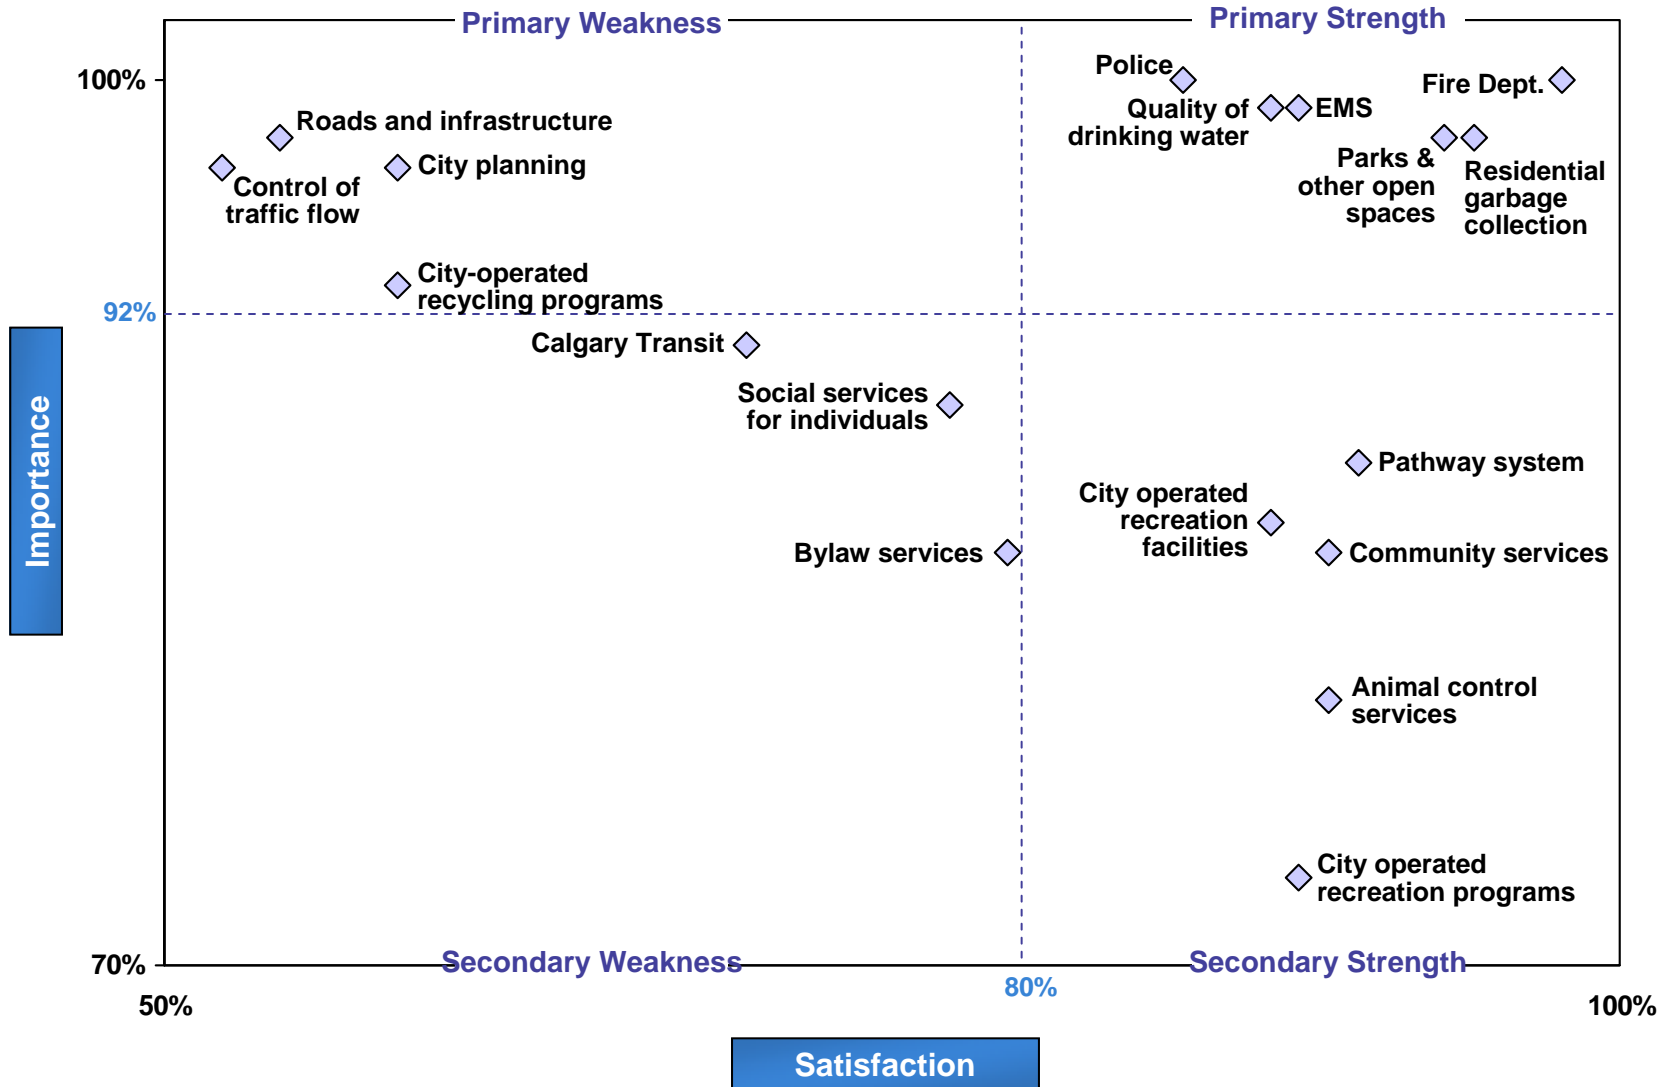 Primary Weakness
Primary Strength
100%
Police
Fire Dept.
Quality of
drinking water
EMS
Roads and infrastructure
City planning
Control of
traffic flow
Parks &
other open
spaces
Residential
garbage
collection
City-operated
recycling programs
92%
Calgary Transit
Social services
for individuals
Importance
Pathway system
City operated
recreation
facilities
Bylaw services
Community services
Animal control
services
City operated
recreation programs
70%
Secondary Weakness
Secondary Strength
80%
50%
100%
Satisfaction